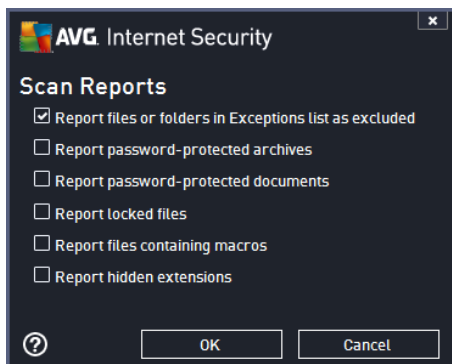 AVG. Internet Security
Scan Reports
Report files or folders in Exceptions list as excluded
Report password-protected archives
Report password-protected documents
Report locked files
Report files containing macros
Report hidden extensions
?
OK
Cancel